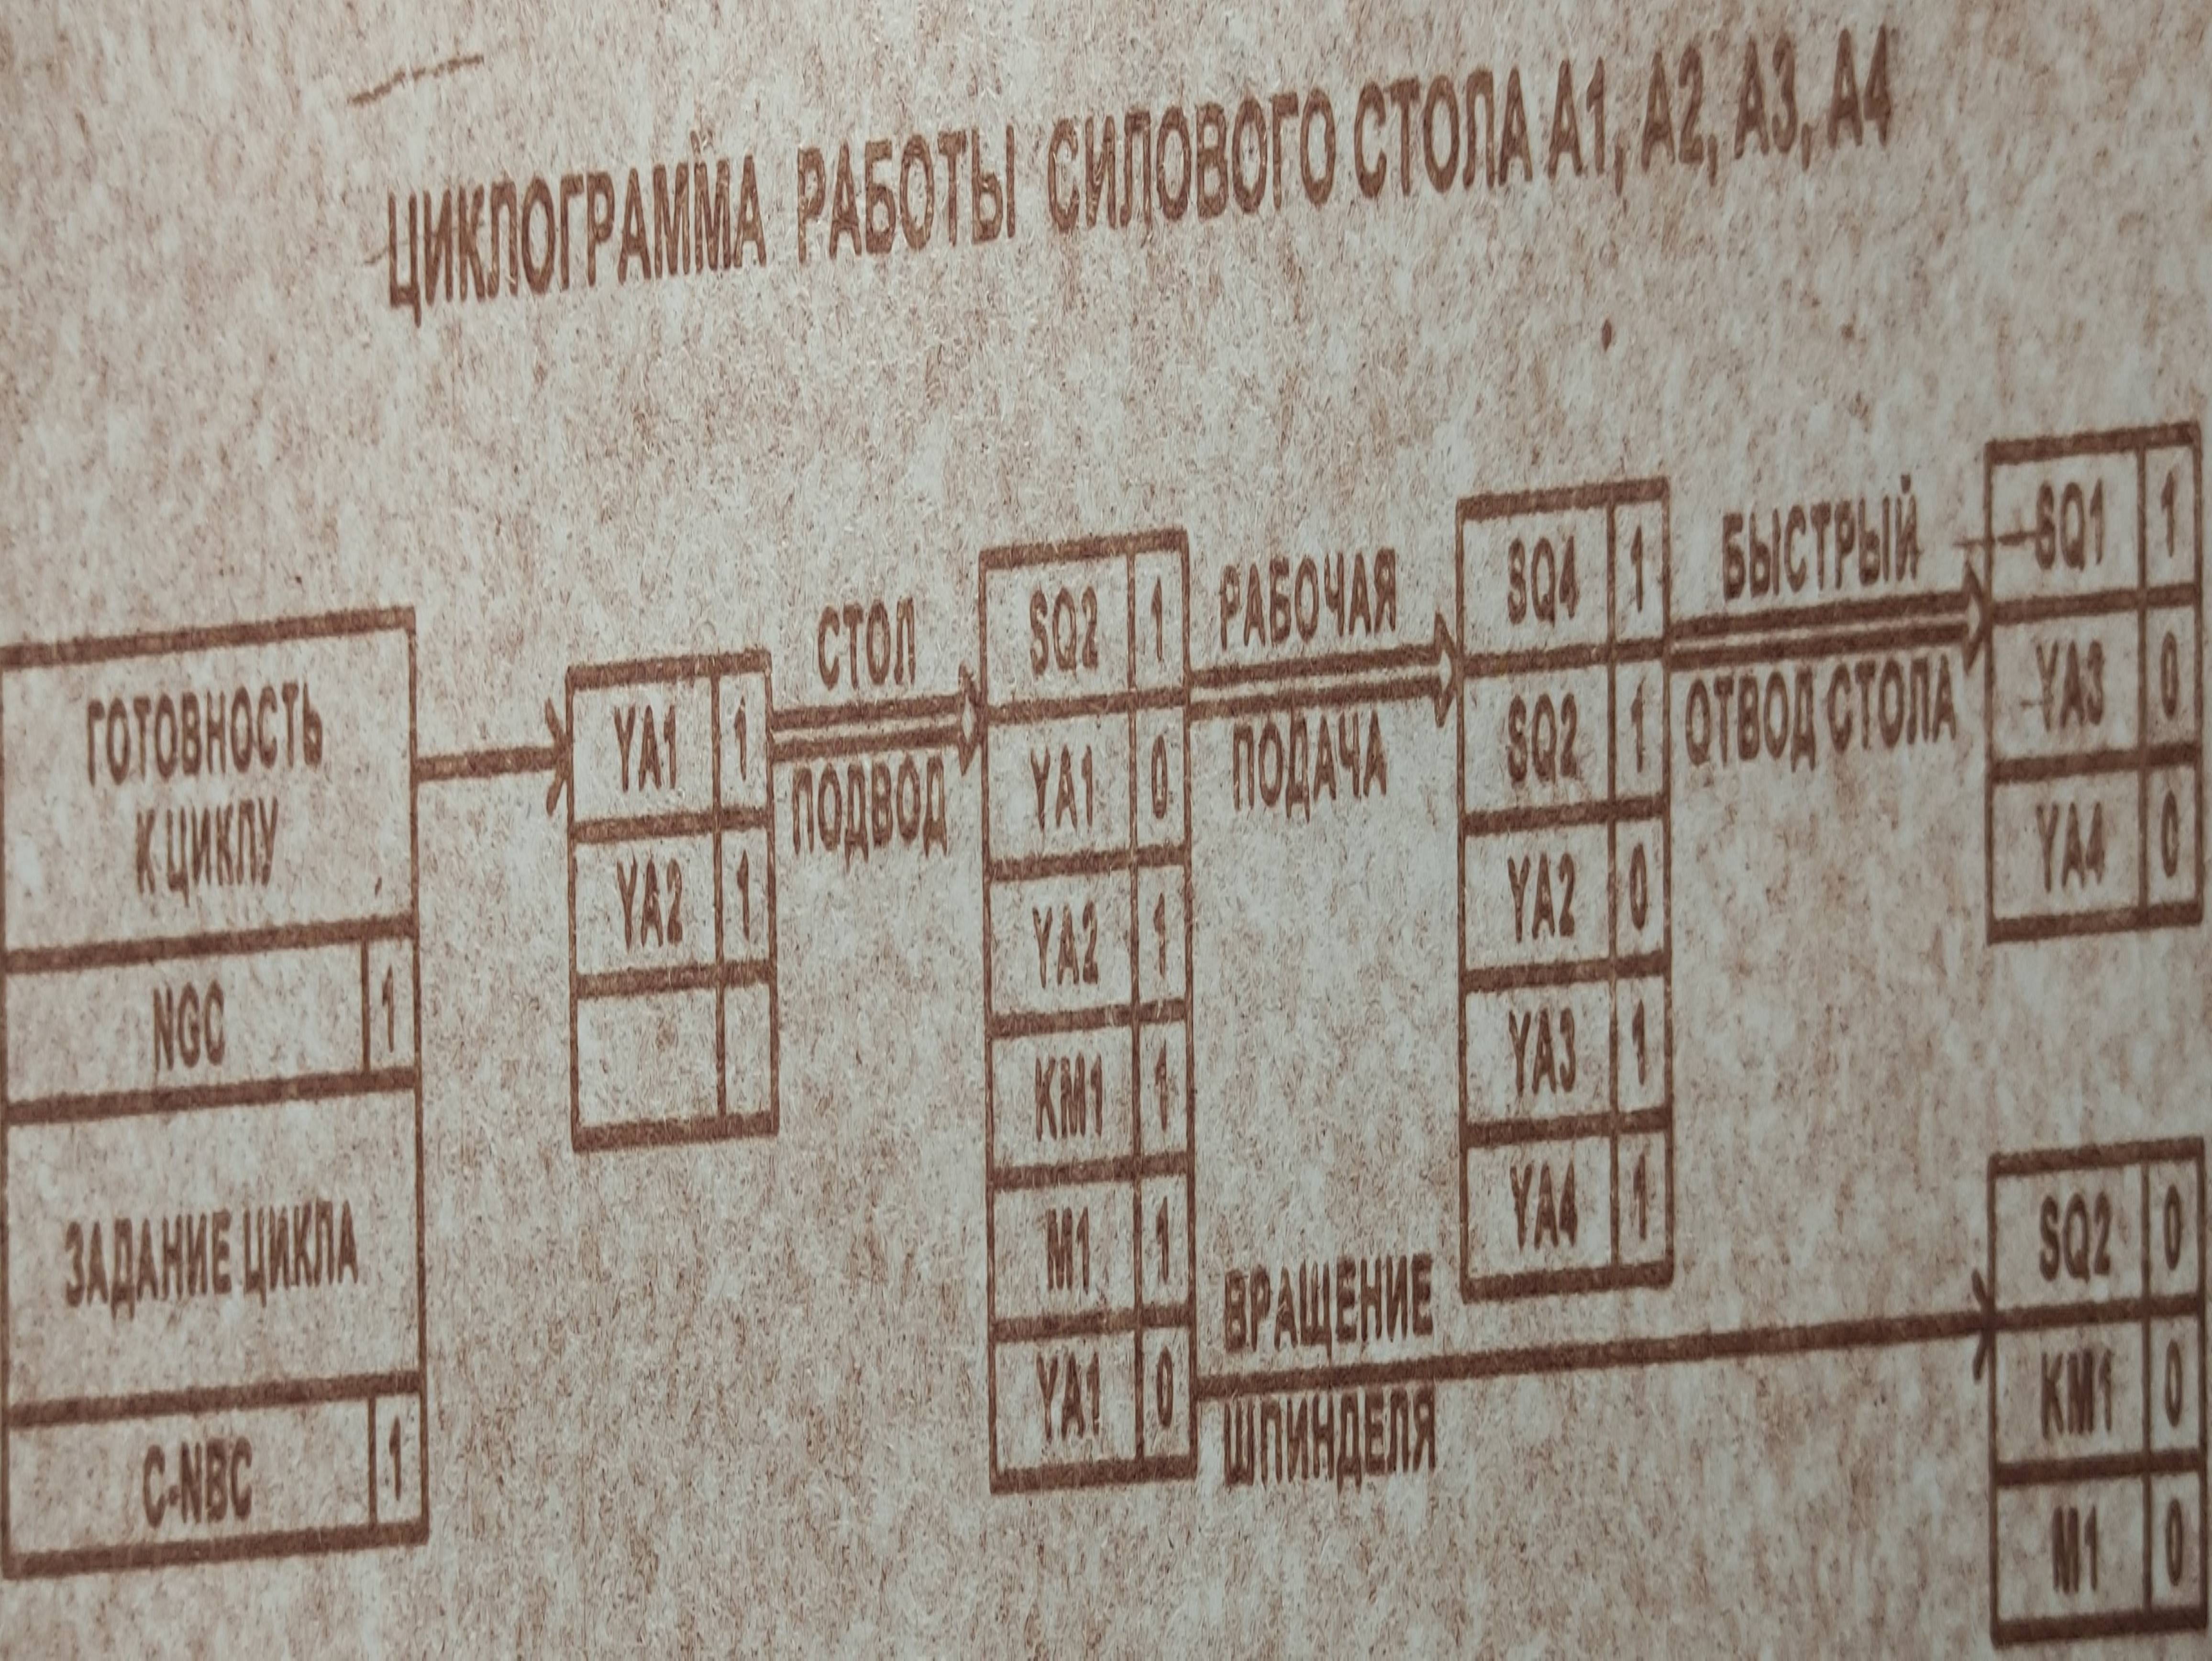 ЦИКЛОГРАММА РАБОТЫ СИЛОВОГО СТОЛА А1, А2, А3, А4
ГОТОВНОСТЬ
К ЦИКЛУ
NGC 1
ЗАДАНИЕ ЦИКЛА
C-NBC 1
YA1 1
YA2 1
СТОЛ
ПОДВОД
SQ2 1
YA1 0
YA2 1
KM1 1
M1 1
YA1 0
РАБОЧАЯ
ПОДАЧА
ВРАЩЕНИЕ
ШПИНДЕЛЯ
SQ4 1
SQ2 1
YA2 0
YA3 1
YA4 1
БЫСТРЫЙ
ОТВОД СТОЛА
SQ1 1
YA3 0
YA4 0
SQ2 0
KM1 0
M1 0